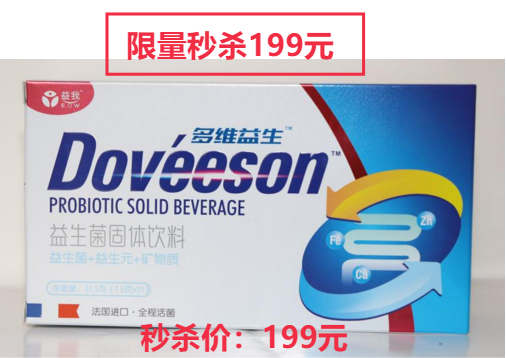 限量秒杀199元
益我
多维益生™
Dovéeson™
PROBIOTIC SOLID BEVERAGE
益生菌固体饮料
益生菌+益生元+矿物质
Zn
Fe
Ca
法国进口·全程活菌
秒杀价：199元